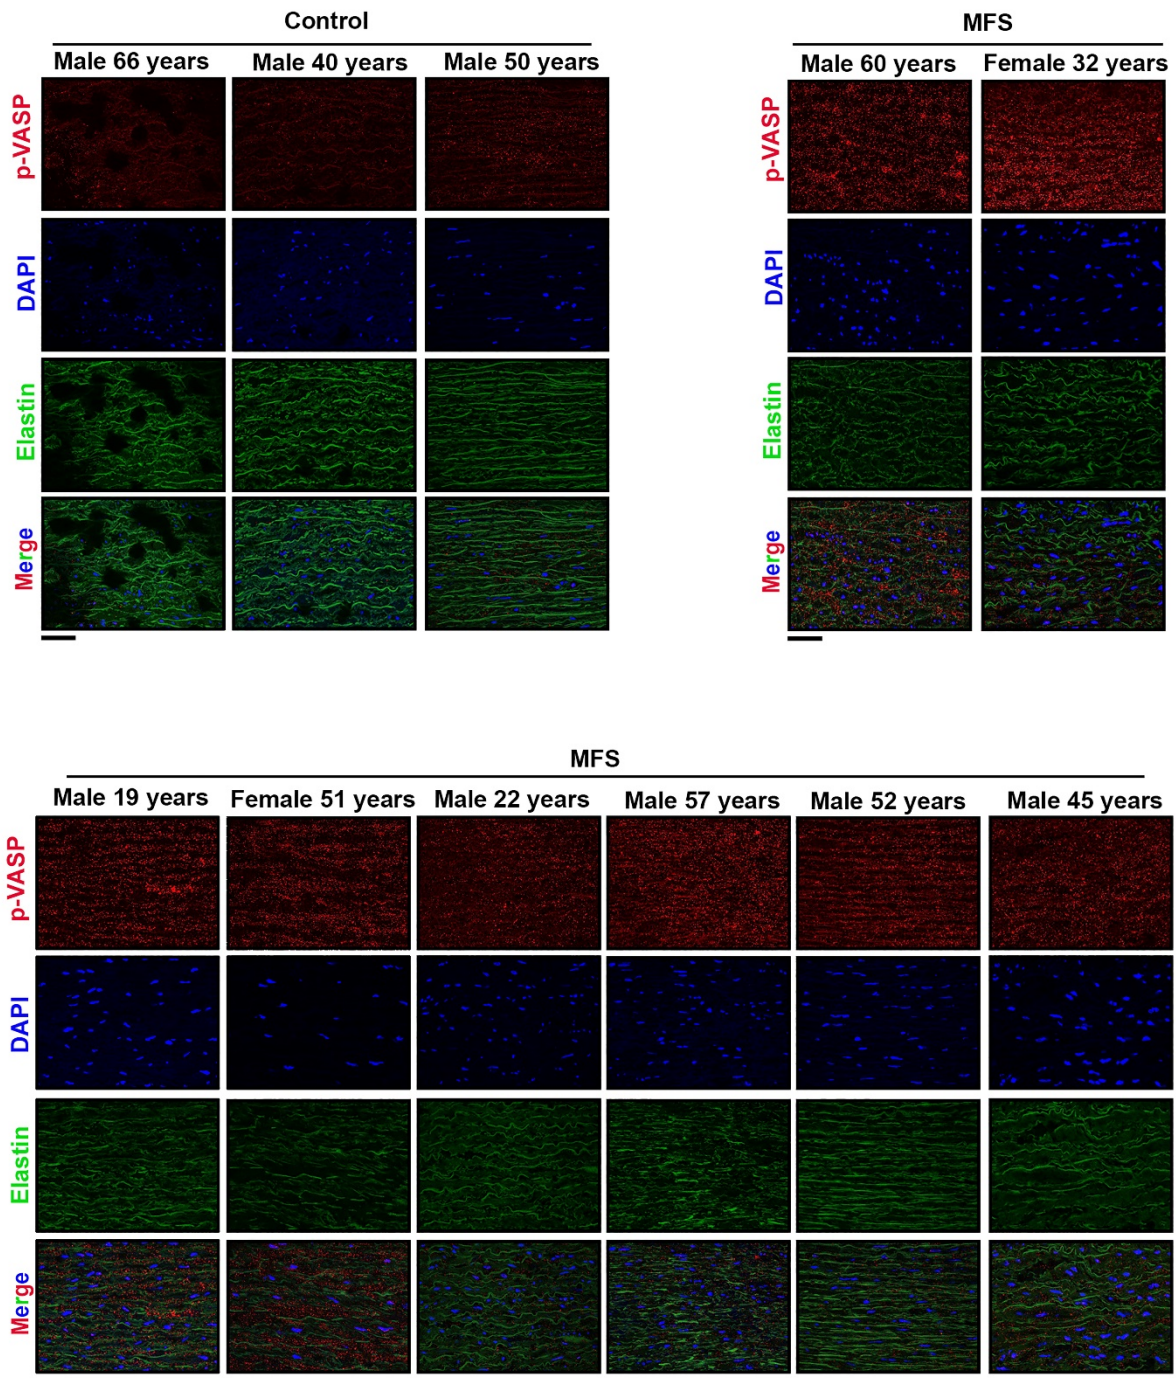 Control
Male 66 years
Male 40 years
Male 50 years
p-VASP
DAPI
Elastin
Merge
MFS
Male 60 years
Female 32 years
p-VASP
DAPI
Elastin
Merge
MFS
Male 19 years
Female 51 years
Male 22 years
Male 57 years
Male 52 years
Male 45 years
p-VASP
DAPI
Elastin
Merge